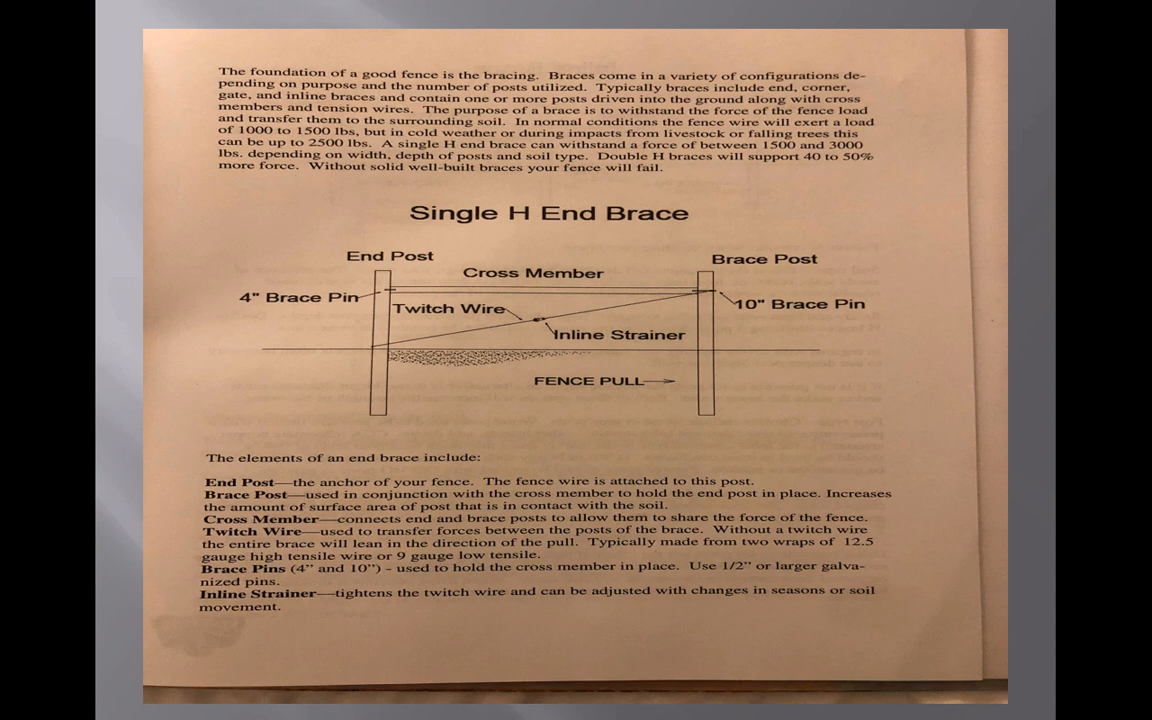 The foundation of a good fence is the bracing. Braces come in a variety of configurations de-
pending on purpose and the number of posts utilized. Typically braces include end, corner,
gate, and inline braces and contain one or more posts driven into the ground along with cross
members and tension wires. The purpose of a brace is to withstand the force of the fence load
and transfer them to the surrounding soil. In normal conditions the fence wire will exert a load
of 1000 to 1500 lbs, but in cold weather or during impacts from livestock or falling trees this
can be up to 2500 lbs. A single H end brace can withstand a force of between 1500 and 3000
lbs. depending on width, depth of posts and soil type. Double H braces will support 40 to 50%
more force. Without solid well-built braces your fence will fail.
Single H End Brace
End Post
Brace Post
Cross Member
4" Brace Pin
10" Brace Pin
Twitch Wire
Inline Strainer
FENCE PULL
The elements of an end brace include:
End Post—the anchor of your fence. The fence wire is attached to this post.
Brace Post—used in conjunction with the cross member to hold the end post in place. Increases
the amount of surface area of post that is in contact with the soil.
Cross Member—connects end and brace posts to allow them to share the force of the fence.
Twitch Wire—used to transfer forces between the posts of the brace. Without a twitch wire
the entire brace will lean in the direction of the pull. Typically made from two wraps of 12.5
gauge high tensile wire or 9 gauge low tensile.
Brace Pins (4” and 10”) - used to hold the cross member in place. Use 1/2” or larger galva-
nized pins.
Inline Strainer—tightens the twitch wire and can be adjusted with changes in seasons or soil
movement.